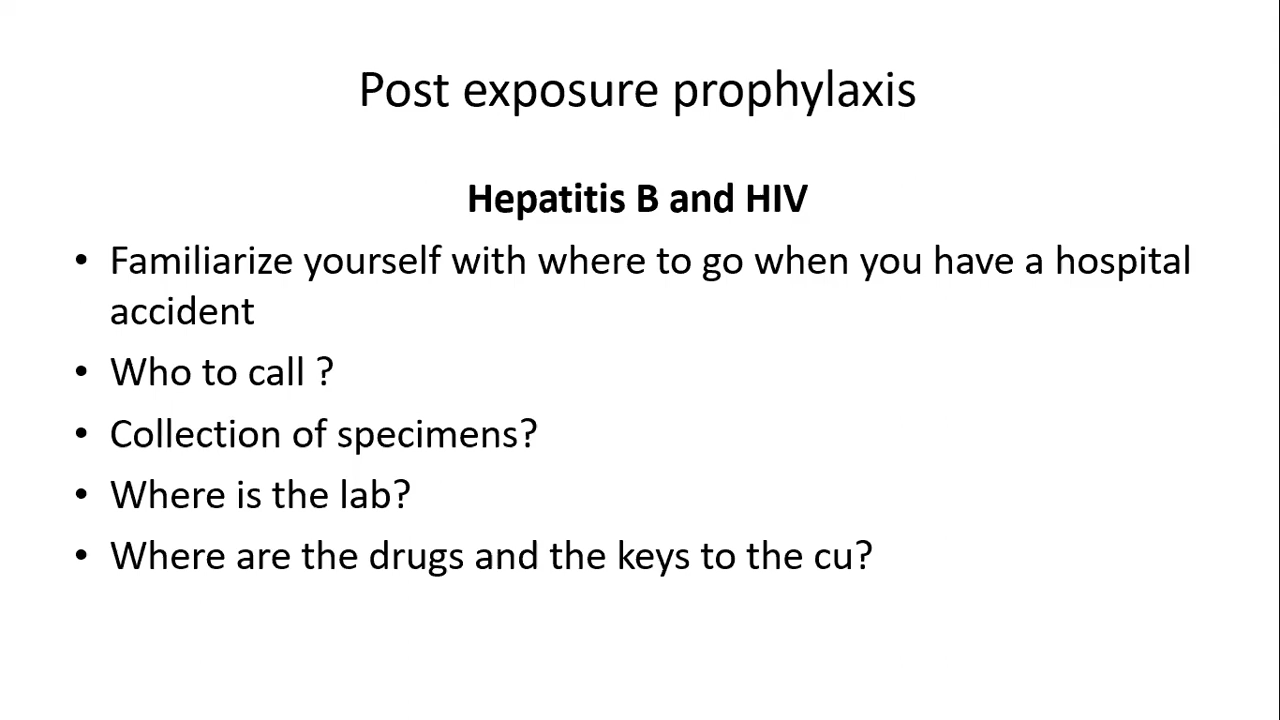 Post exposure prophylaxis
Hepatitis B and HIV
• Familiarize yourself with where to go when you have a hospital
accident
• Who to call ?
• Collection of specimens?
• Where is the lab?
• Where are the drugs and the keys to the cu?